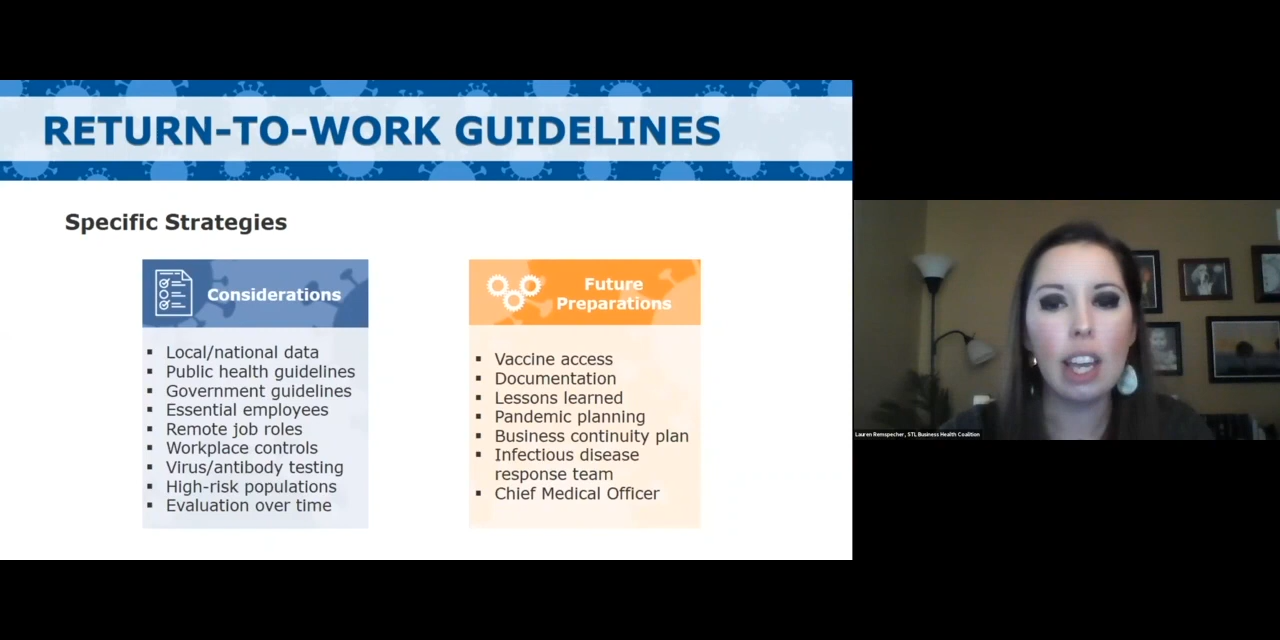 RETURN-TO-WORK GUIDELINES
Specific Strategies
Considerations
▪ Local/national data
▪ Public health guidelines
▪ Government guidelines
▪ Essential employees
▪ Remote job roles
▪ Workplace controls
▪ Virus/antibody testing
▪ High-risk populations
▪ Evaluation over time
Future
Preparations
▪ Vaccine access
▪ Documentation
▪ Lessons learned
▪ Pandemic planning
▪ Business continuity plan
▪ Infectious disease
response team
▪ Chief Medical Officer
Lauren Remspecher, STL Business Health Coalition